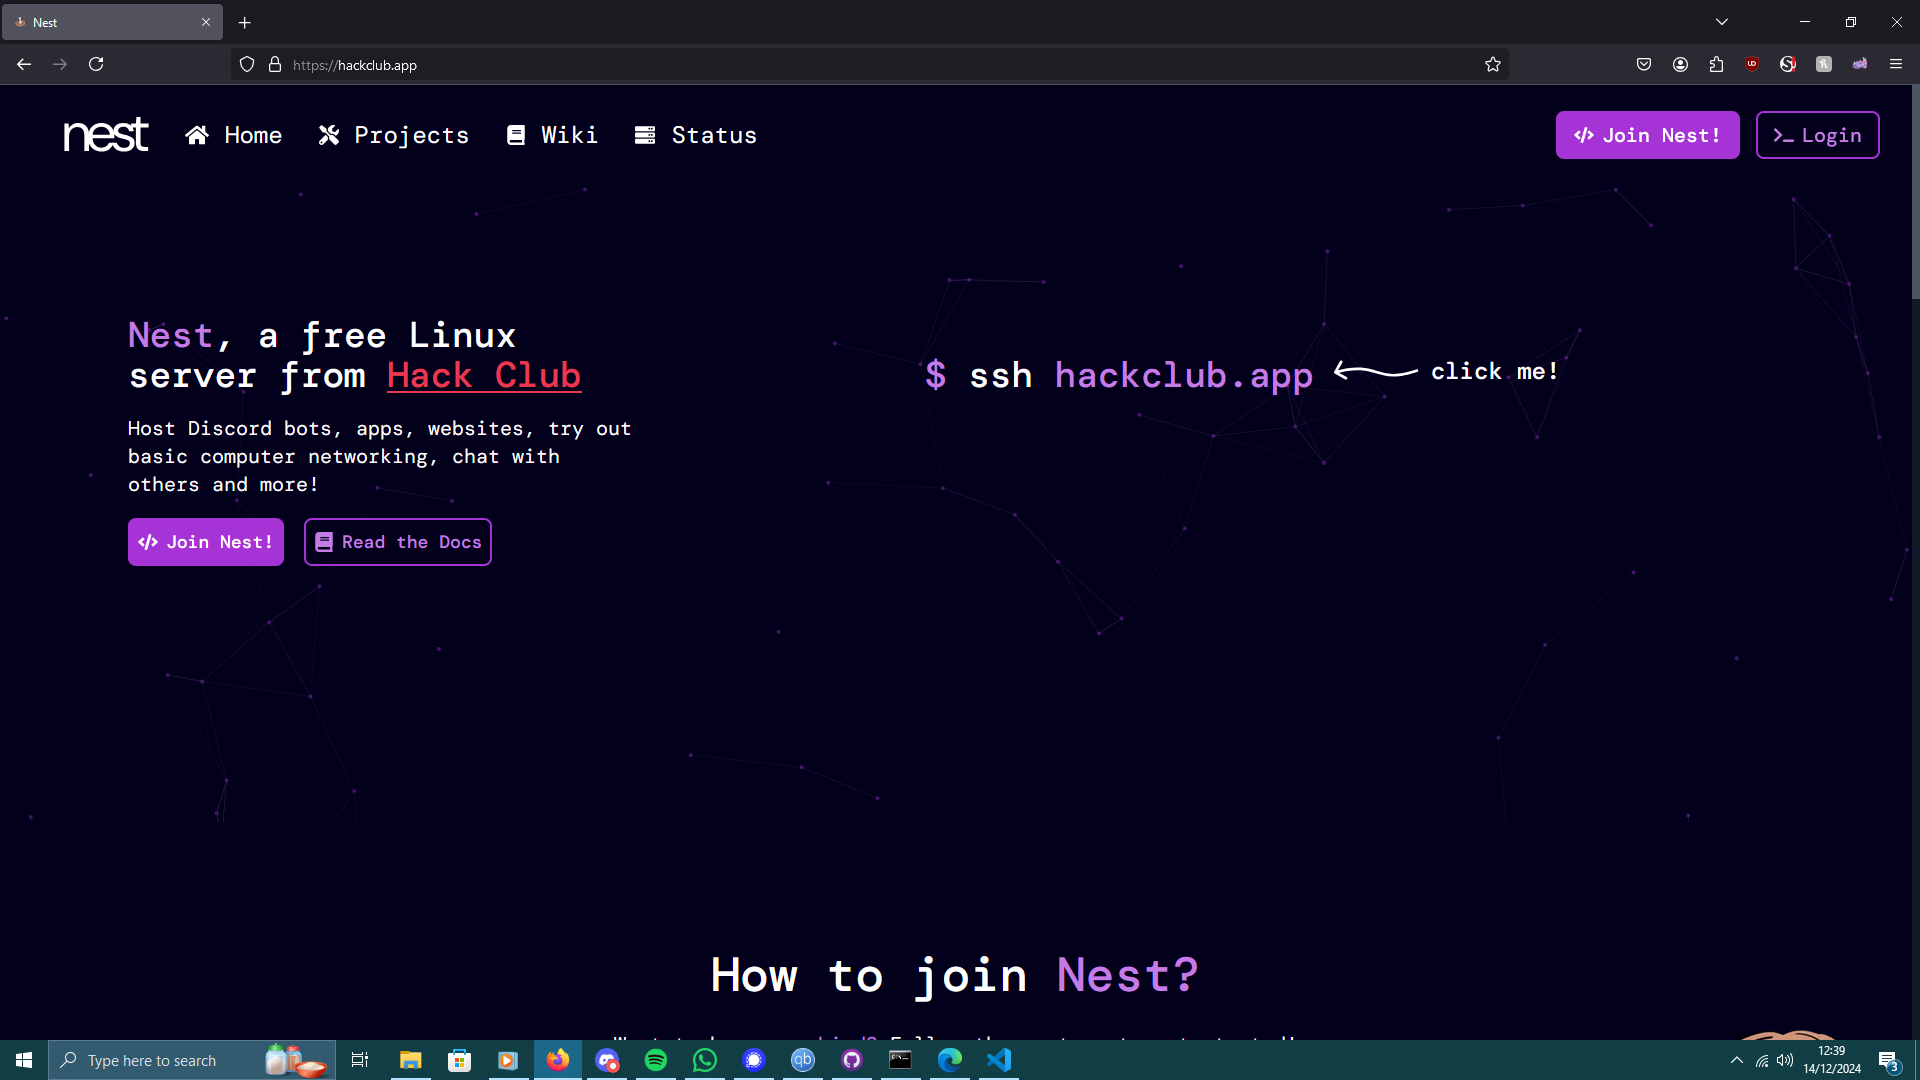 Nest
https://hackclub.app
nest
Home
Projects
Wiki
Status
Join Nest!
Login
Nest, a free Linux
server from Hack Club
Host Discord bots, apps, websites, try out
basic computer networking, chat with
others and more!
Join Nest!
Read the Docs
$ ssh hackclub.app
click me!
How to join Nest?
Type here to search
qb
12:39
14/12/2024
3